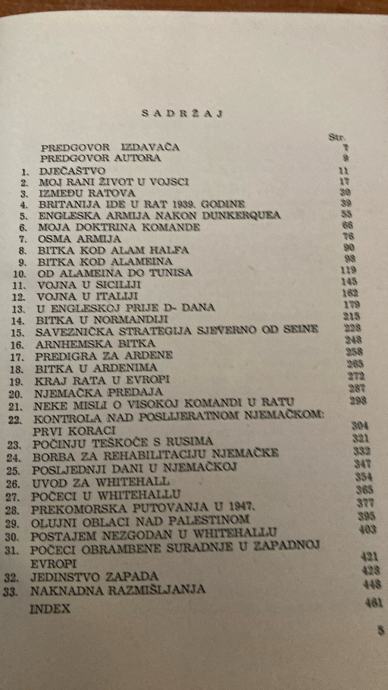 SADRŽAJ
Str.
PREDGOVOR IZDAVAČA 7
PREDGOVOR AUTORA 9
1. DJEČAŠTVO 11
2. MOJ RANI ŽIVOT U VOJSCI 17
3. IZMEĐU RATOVA 30
4. BRITANIJA IDE U RAT 1939. GODINE 39
5. ENGLESKA ARMIJA NAKON DUNKERQUEA 55
6. MOJA DOKTRINA KOMANDE 66
7. OSMA ARMIJA 76
8. BITKA KOD ALAM HALFA 90
9. BITKA KOD ALAMEINA 98
10. OD ALAMEINA DO TUNISA 119
11. VOJNA U SICILIJI 145
12. VOJNA U ITALIJI 162
13. U ENGLESKOJ PRIJE D- DANA 179
14. BITKA U NORMANDIJI 215
15. SAVEZNIČKA STRATEGIJA SJEVERNO OD SEINE 228
16. ARNHEMSKA BITKA 248
17. PREDIGRA ZA ARDENE 258
18. BITKA U ARDENIMA 265
19. KRAJ RATA U EVROPI 272
20. NJEMAČKA PREDAJA 287
21. NEKE MISLI O VISOKOJ KOMANDI U RATU 298
22. KONTROLA NAD POSLIJERATNOM NJEMAČKOM:
PRVI KORACI 304
23. POČINJU TEŠKOĆE S RUSIMA 321
24. BORBA ZA REHABILITACIJU NJEMAČKE 332
25. POSLJEDNJI DANI U NJEMAČKOJ 347
26. UVOD ZA WHITEHALL 354
27. POČECI U WHITEHALLU 365
28. PREKOMORSKA PUTOVANJA U 1947. 377
29. OLUJNI OBLACI NAD PALESTINOM 395
30. POSTAJEM NEZGODAN U WHITEHALLU 403
31. POČECI OBRAMBENE SURADNJE U ZAPADNOJ
EVROPI 421
32. JEDINSTVO ZAPADA 428
33. NAKNADNA RAZMIŠLJANJA 448
INDEX 461
5